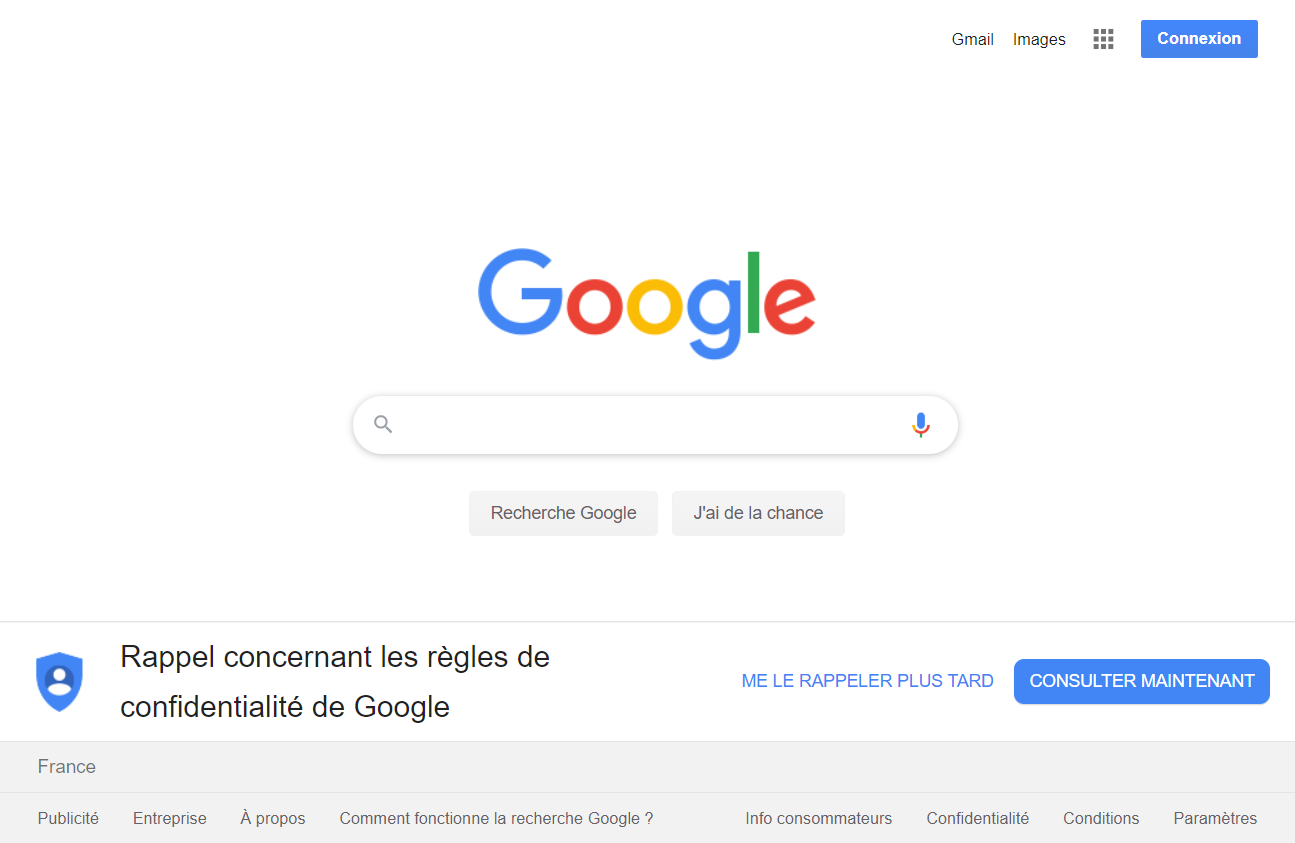 Gmail Images Connexion
Google
Recherche Google J'ai de la chance
Rappel concernant les règles de
confidentialité de Google
ME LE RAPPELER PLUS TARD CONSULTER MAINTENANT
France
Publicité Entreprise À propos Comment fonctionne la recherche Google ? Info consommateurs Confidentialité Conditions Paramètres